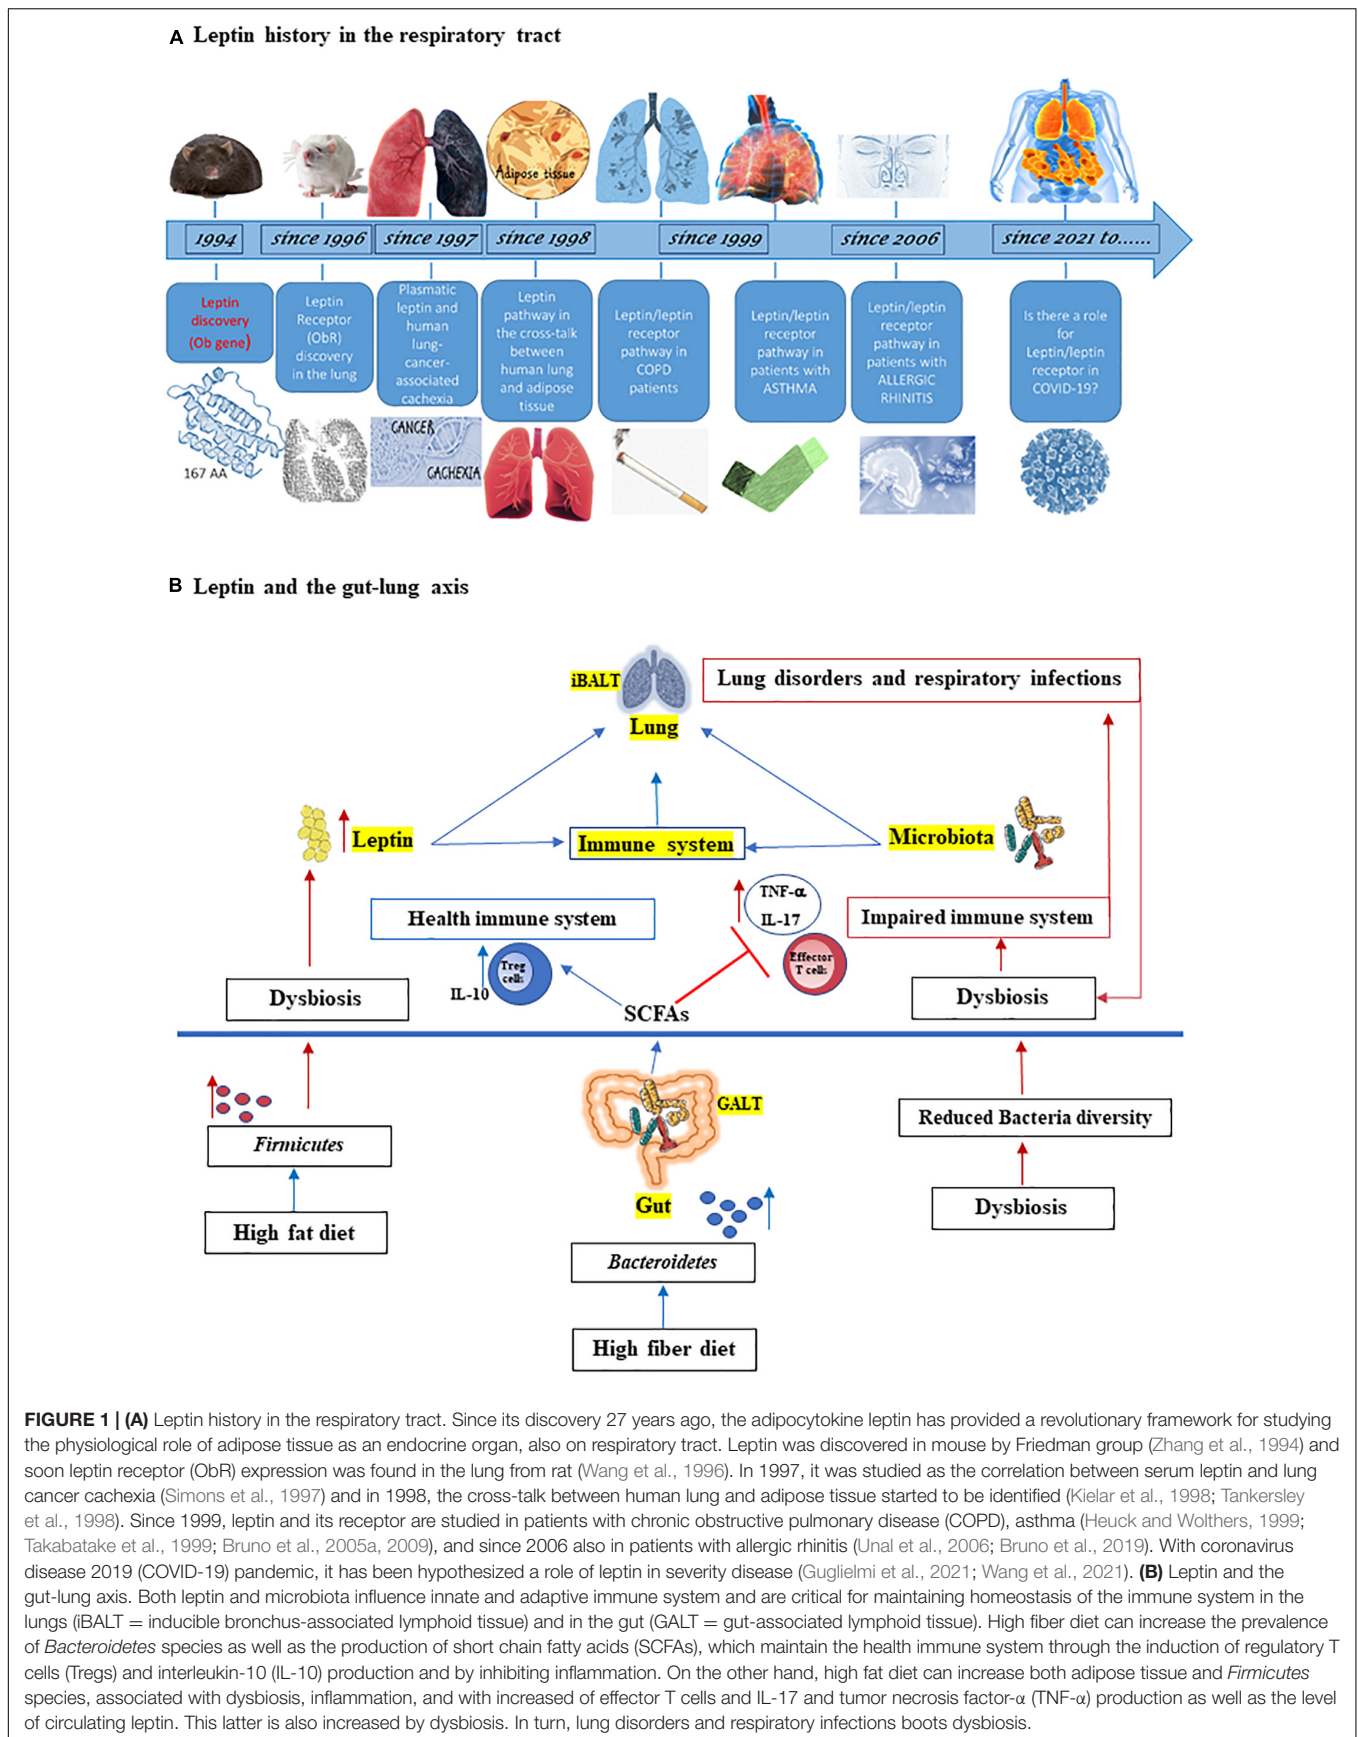 A Leptin history in the respiratory tract
Adipose tissue
1994
since 1996
since 1997
since 1998
since 1999
since 2006
since 2021 to......
Leptin
discovery
(Ob gene)
Leptin
Receptor
(ObR)
discovery
in the lung
Plasmatic
leptin and
human
lung-
cancer-
associated
cachexia
Leptin
pathway in
the cross-talk
between
human lung
and adipose
tissue
Leptin/leptin
receptor
pathway in
COPD
patients
Leptin/leptin
receptor
pathway in
patients with
ASTHMA
Leptin/leptin
receptor
pathway in
patients with
ALLERGIC
RHINITIS
Is there a role
for
Leptin/leptin
receptor in
COVID-19?
167 AA
CANCER
CACHEXIA
B Leptin and the gut-lung axis
iBALT
Lung
Lung disorders and respiratory infections
Leptin
Immune system
Microbiota
Health immune system
TNF-α
IL-17
Impaired immune system
Treg
cells
IL-10
Effector
T cells
Dysbiosis
SCFAs
Dysbiosis
GALT
Firmicutes
Reduced Bacteria diversity
Gut
High fat diet
Dysbiosis
Bacteroidetes
High fiber diet
FIGURE 1 | (A) Leptin history in the respiratory tract. Since its discovery 27 years ago, the adipocytokine leptin has provided a revolutionary framework for studying
the physiological role of adipose tissue as an endocrine organ, also on respiratory tract. Leptin was discovered in mouse by Friedman group (Zhang et al., 1994) and
soon leptin receptor (ObR) expression was found in the lung from rat (Wang et al., 1996). In 1997, it was studied as the correlation between serum leptin and lung
cancer cachexia (Simons et al., 1997) and in 1998, the cross-talk between human lung and adipose tissue started to be identified (Kielar et al., 1998; Tankersley
et al., 1998). Since 1999, leptin and its receptor are studied in patients with chronic obstructive pulmonary disease (COPD), asthma (Heuck and Wolthers, 1999;
Takabatake et al., 1999; Bruno et al., 2005a, 2009), and since 2006 also in patients with allergic rhinitis (Unal et al., 2006; Bruno et al., 2019). With coronavirus
disease 2019 (COVID-19) pandemic, it has been hypothesized a role of leptin in severity disease (Guglielmi et al., 2021; Wang et al., 2021). (B) Leptin and the
gut-lung axis. Both leptin and microbiota influence innate and adaptive immune system and are critical for maintaining homeostasis of the immune system in the
lungs (iBALT = inducible bronchus-associated lymphoid tissue) and in the gut (GALT = gut-associated lymphoid tissue). High fiber diet can increase the prevalence
of Bacteroidetes species as well as the production of short chain fatty acids (SCFAs), which maintain the health immune system through the induction of regulatory T
cells (Tregs) and interleukin-10 (IL-10) production and by inhibiting inflammation. On the other hand, high fat diet can increase both adipose tissue and Firmicutes
species, associated with dysbiosis, inflammation, and with increased of effector T cells and IL-17 and tumor necrosis factor-α (TNF-α) production as well as the level
of circulating leptin. This latter is also increased by dysbiosis. In turn, lung disorders and respiratory infections boots dysbiosis.